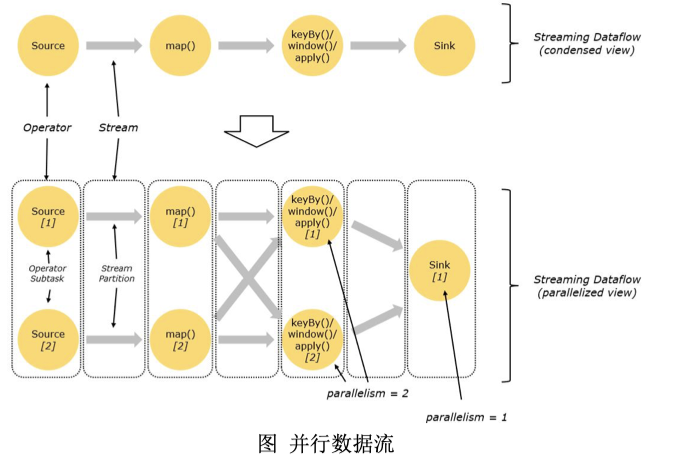 Source
map()
keyBy()/
window()/
apply()
Sink
Streaming Dataflow
(condensed view)
Operator
Stream
Source
[1]
map()
[1]
keyBy()/
window()/
apply()
[1]
Operator
Subtask
Stream
Partition
Sink
[1]
Streaming Dataflow
(parallelized view)
Source
[2]
map()
[2]
keyBy()/
window()/
apply()
[2]
parallelism = 2
parallelism = 1
图 并行数据流